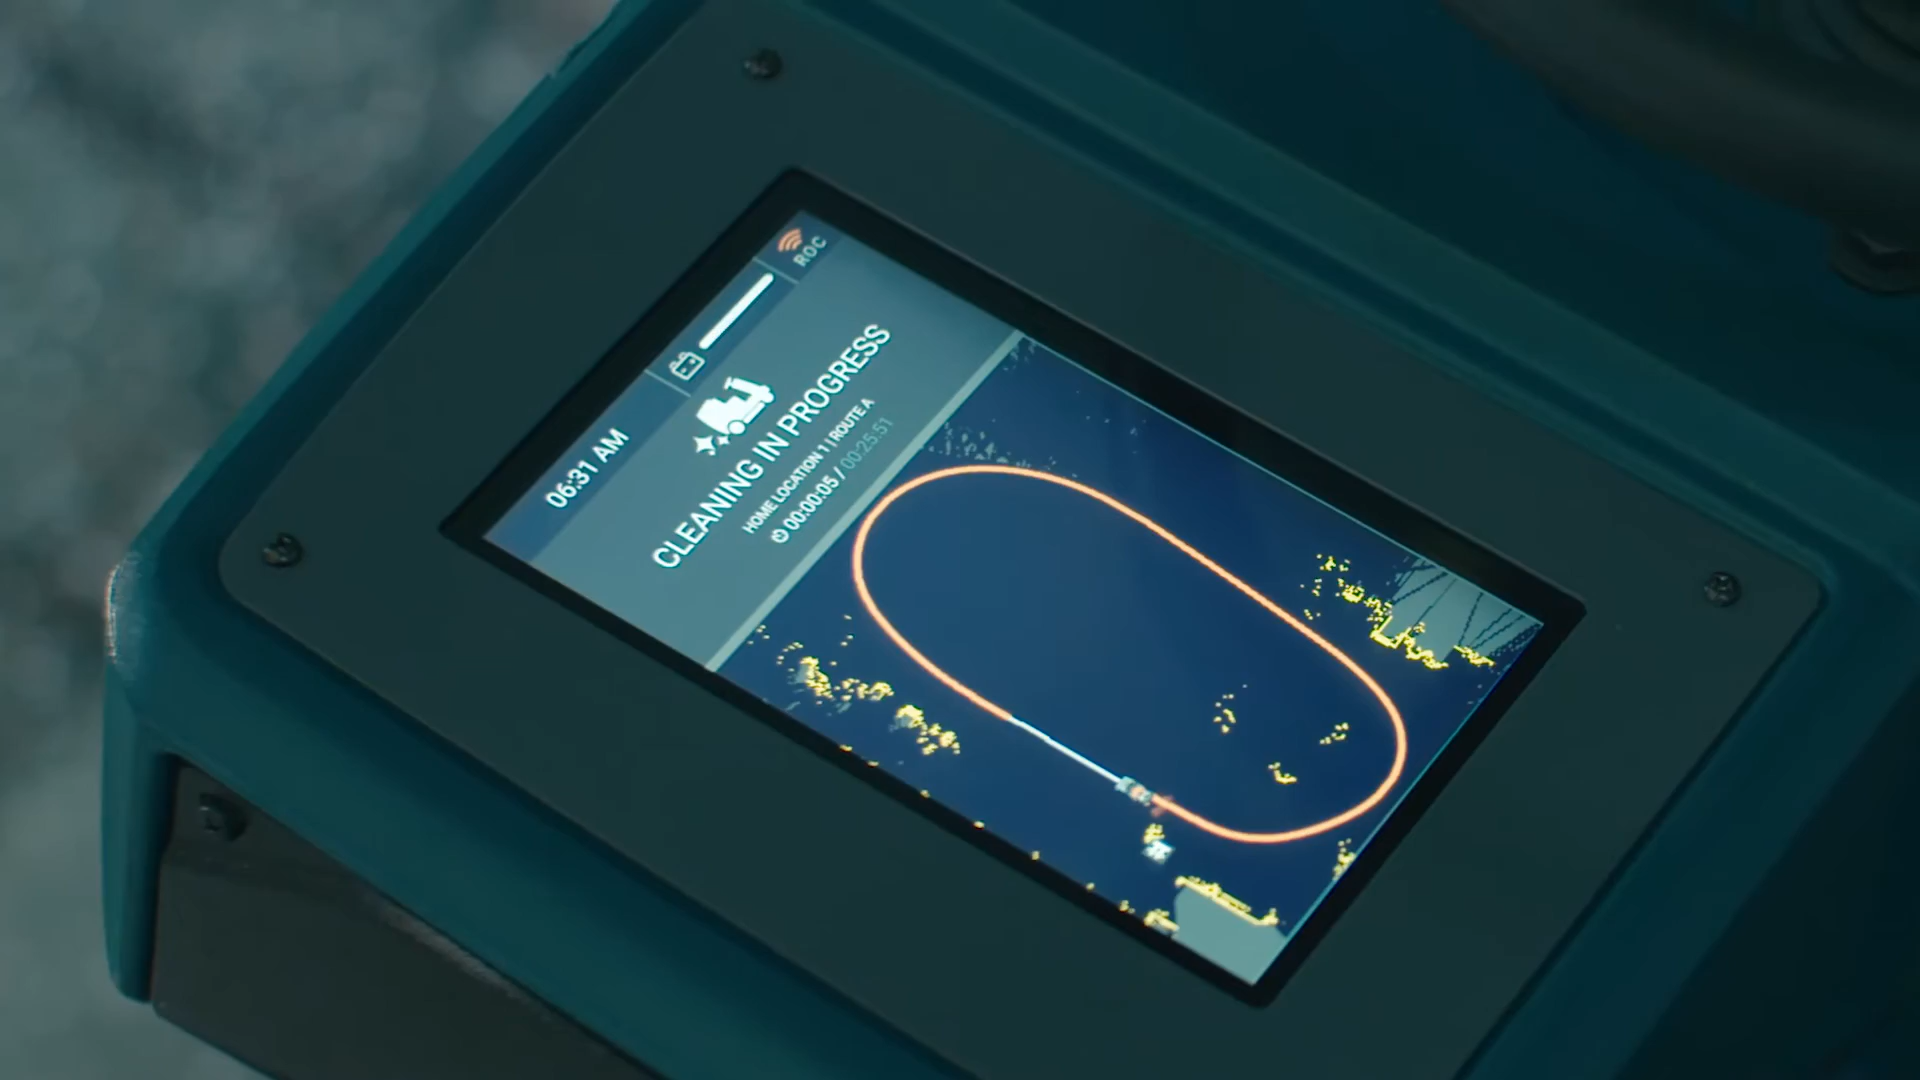 06:31 AM
ROC
CLEANING IN PROGRESS
HOME LOCATION 1 | ROUTE A
00:00:05 / 00:25:51